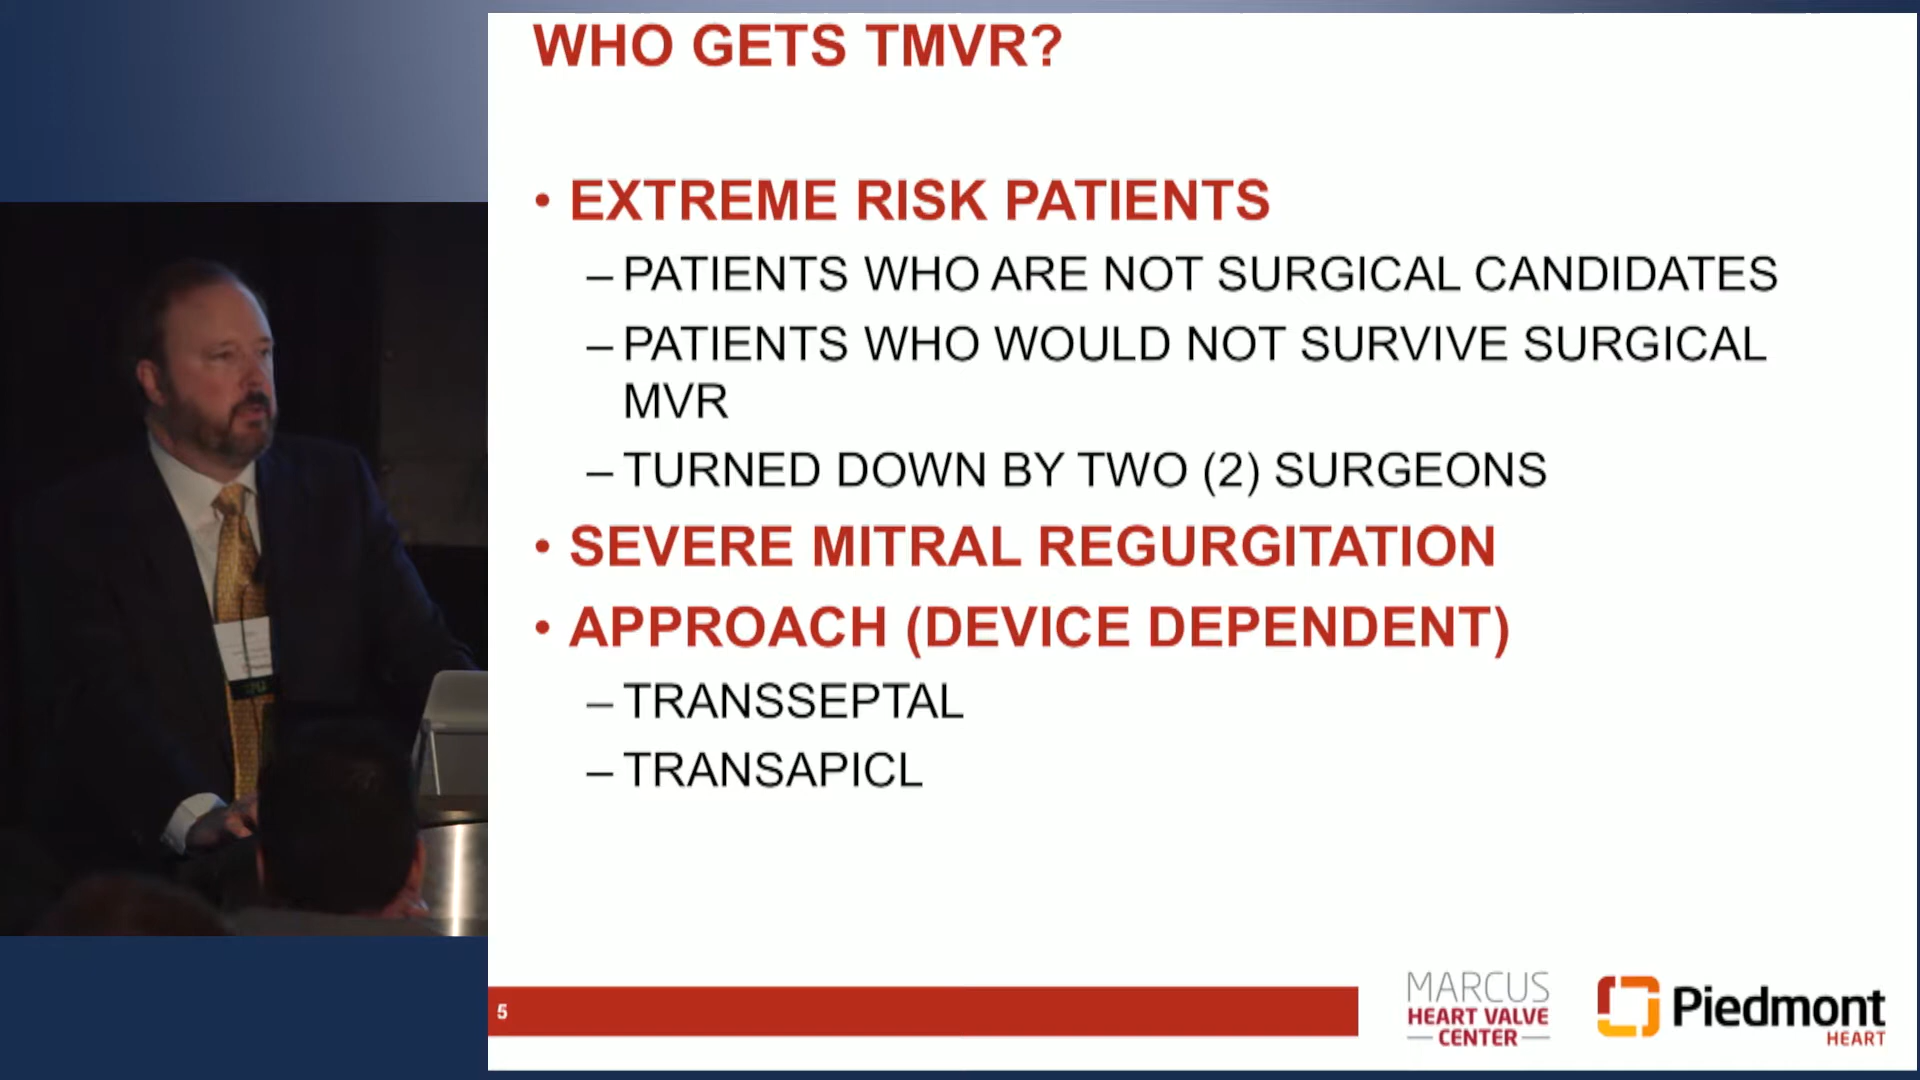 WHO GETS TMVR?
• EXTREME RISK PATIENTS
– PATIENTS WHO ARE NOT SURGICAL CANDIDATES
– PATIENTS WHO WOULD NOT SURVIVE SURGICAL
MVR
– TURNED DOWN BY TWO (2) SURGEONS
• SEVERE MITRAL REGURGITATION
• APPROACH (DEVICE DEPENDENT)
– TRANSSEPTAL
– TRANSAPICL
5
MARCUS
HEART VALVE
CENTER
Piedmont
HEART